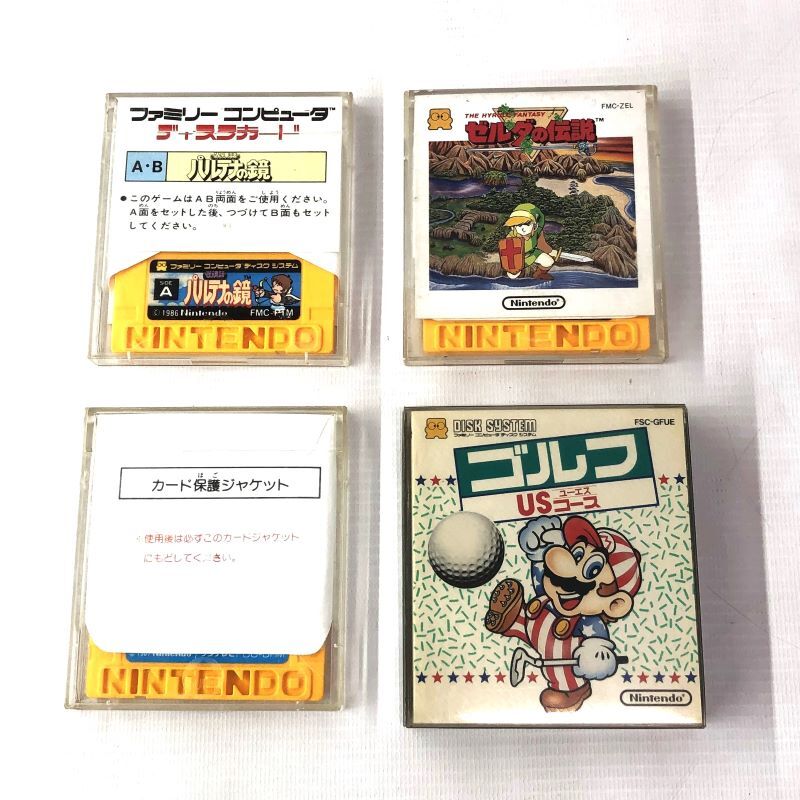 ファミリー コンピュータ™
ディスクカード
A・B
パルテナの鏡
●このゲームはAB両面をご使用ください。
A面をセットした後、つづけてB面もセット
してください。
ファミリー コンピュータ ディスク システム
SIDE
A
パルテナの鏡
©1986 Nintendo
FMC-PTM
NINTENDO
FMC-ZEL
THE HYRULE FANTASY
ゼルダの伝説™
Nintendo®
NINTENDO
はご
カード保護ジャケット
※使用後は必ずこのカードジャケット
にもどしてください。
Nintendo
NINTENDO
DISK SYSTEM
ファミリー コンピュータ ディスク システム
FSC-GFUE
ゴルフ
ユーエス
USコース
Nintendo®